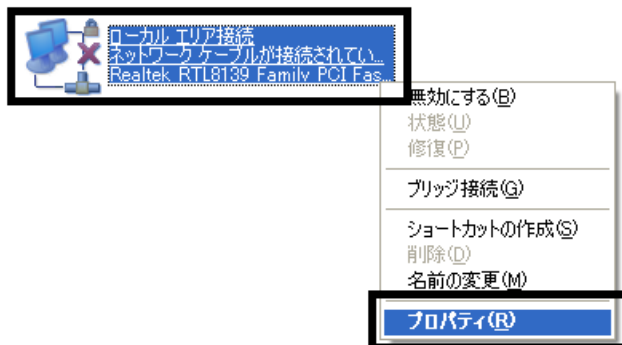 ローカル エリア接続
ネットワーク ケーブルが接続されてい...
Realtek RTL8139 Family PCI Fas...
無効にする(B)
状態(U)
修復(P)
ブリッジ接続(G)
ショートカットの作成(S)
削除(D)
名前の変更(M)
プロパティ(R)